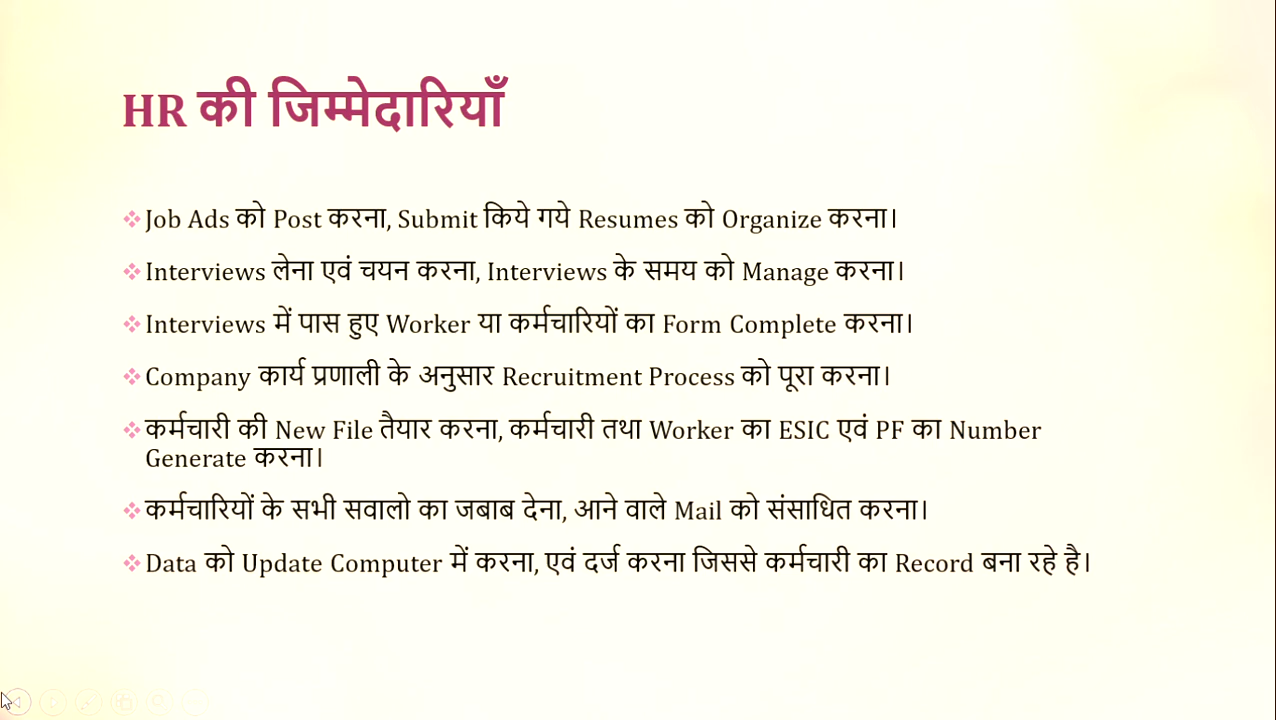 HR की जिम्मेदारियाँ
Job Ads को Post करना, Submit किये गये Resumes को Organize करना।
Interviews लेना एवं चयन करना, Interviews के समय को Manage करना।
Interviews में पास हुए Worker या कर्मचारियों का Form Complete करना।
Company कार्य प्रणाली के अनुसार Recruitment Process को पूरा करना।
कर्मचारी की New File तैयार करना, कर्मचारी तथा Worker का ESIC एवं PF का Number
Generate करना।
कर्मचारियों के सभी सवालो का जबाब देना, आने वाले Mail को संसाधित करना।
Data को Update Computer में करना, एवं दर्ज करना जिससे कर्मचारी का Record बना रहे है।